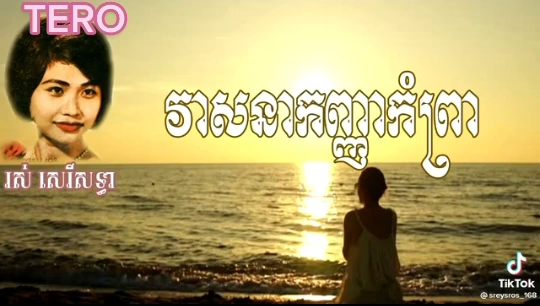 TERO
វាសនាកញ្ញាកំព្រា
រស់ សេរីសទ្ធា
TikTok
@sreysros_168